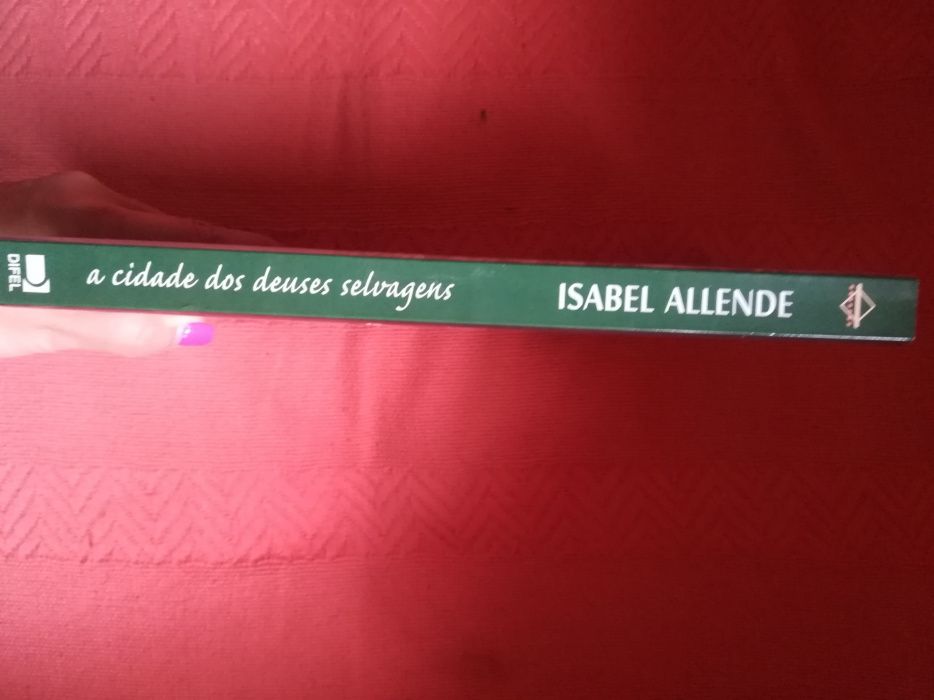 DIFEL
a cidade dos deuses selvagens
ISABEL ALLENDE